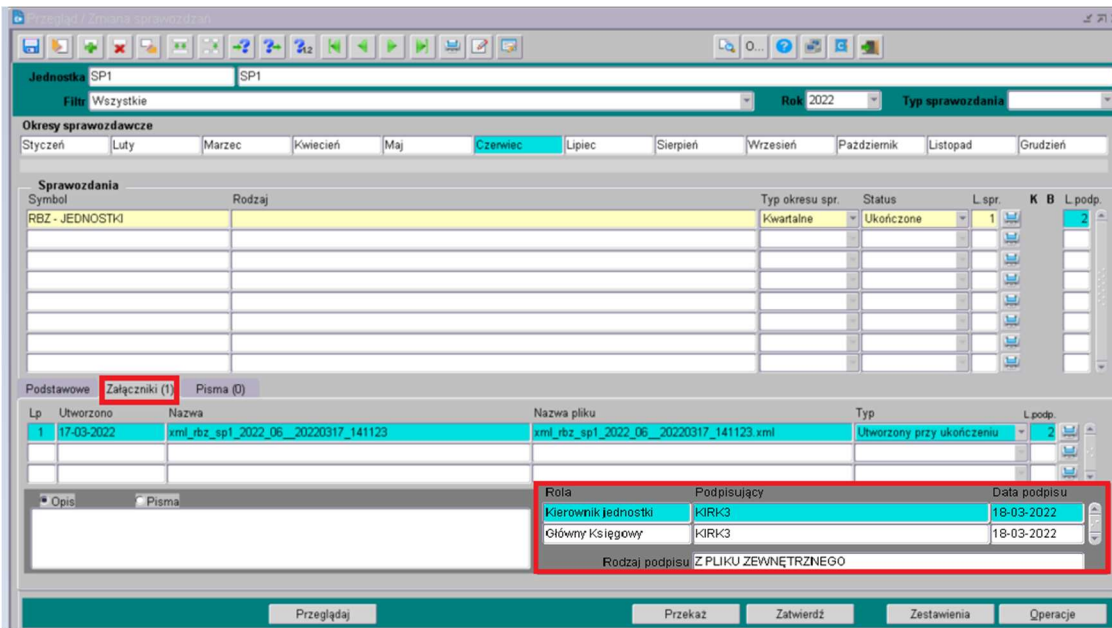 Przegląd / Zmiana sprawozdań
O...
Jednostka SP1 SP1
Filtr Wszystkie Rok 2022 Typ sprawozdania
Okresy sprawozdawcze
Styczeń Luty Marzec Kwiecień Maj Czerwiec Lipiec Sierpień Wrzesień Październik Listopad Grudzień
Sprawozdania
Symbol Rodzaj Typ okresu spr. Status L.spr. K B L.podp.
RBZ - JEDNOSTKI Kwartalne Ukończone 1 2
Podstawowe Załączniki (1) Pisma (0)
Lp Utworzono Nazwa Nazwa pliku Typ L.podp.
1 17-03-2022 xml_rbz_sp1_2022_06__20220317_141123 xml_rbz_sp1_2022_06__20220317_141123.xml Utworzony przy ukończeniu 2
Opis Pisma
Rola Podpisujący Data podpisu
Kierownik jednostki KIRK3 18-03-2022
Główny Księgowy KIRK3 18-03-2022
Rodzaj podpisu Z PLIKU ZEWNĘTRZNEGO
Przeglądaj Przekaż Zatwierdź Zestawienia Operacje